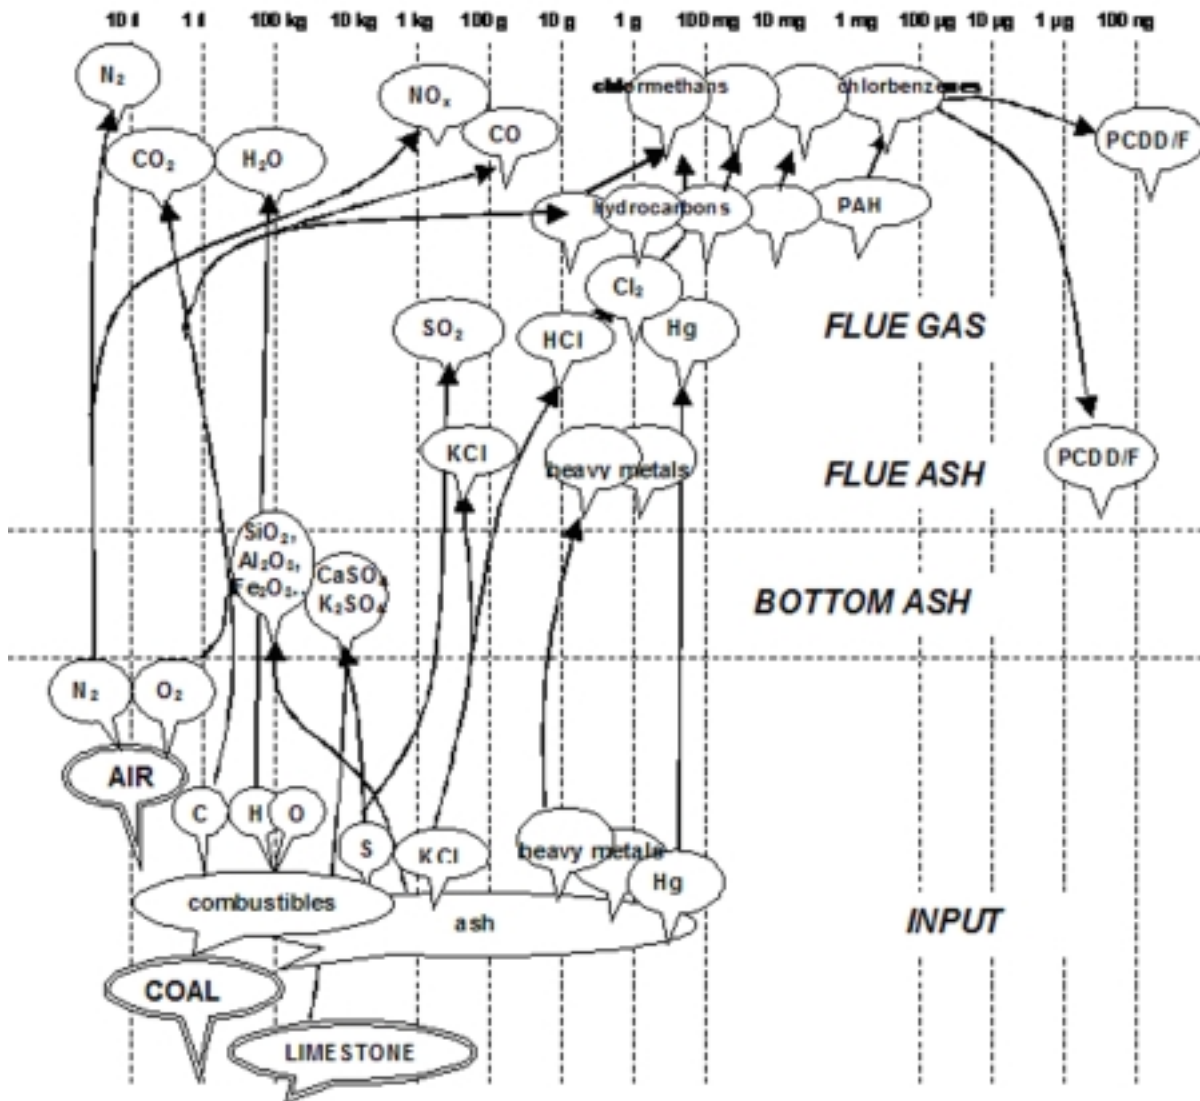 10 t 1 t 100 kg 10 kg 1 kg 100 g 10 g 1 g 100 mg 10 mg 1 mg 100 µg 10 µg 1 µg 100 ng
N₂
NOₓ
chlormethans
chlorbenzenes
CO
PCDD/F
CO₂
H₂O
hydrocarbons
PAH
Cl₂
SO₂
HCl
Hg
FLUE GAS
KCl
heavy metals
FLUE ASH
PCDD/F
SiO₂,
Al₂O₃,
Fe₂O₃,.
CaSO₄
K₂SO₄
BOTTOM ASH
N₂
O₂
AIR
C
H
O
S
KCl
heavy metals
Hg
combustibles
ash
INPUT
COAL
LIMESTONE